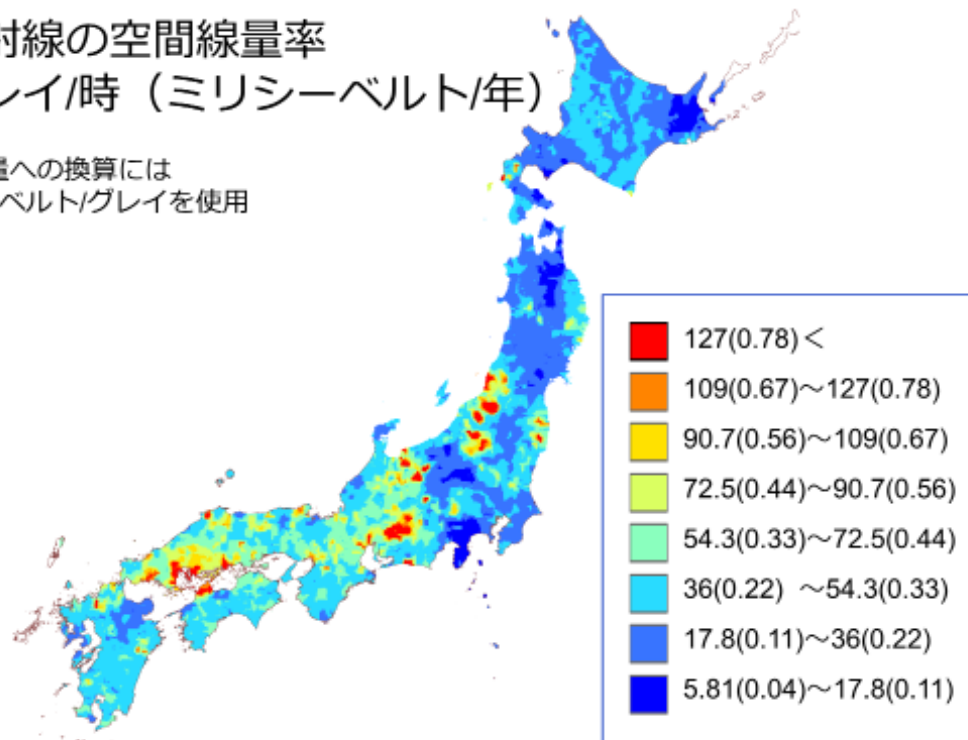 射線の空間線量率
レイ/時（ミリシーベルト/年）
量への換算には
ベルト/グレイを使用
127(0.78)＜
109(0.67)～127(0.78)
90.7(0.56)～109(0.67)
72.5(0.44)～90.7(0.56)
54.3(0.33)～72.5(0.44)
36(0.22) ～54.3(0.33)
17.8(0.11)～36(0.22)
5.81(0.04)～17.8(0.11)